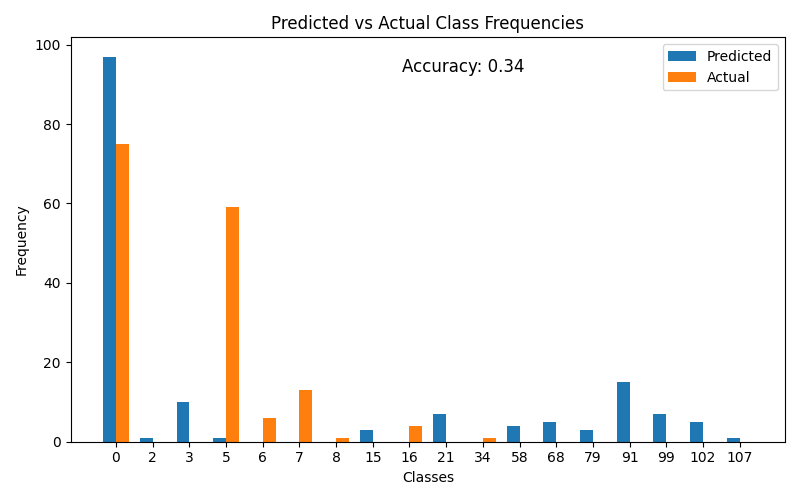 Predicted vs Actual Class Frequencies
100
80
60
40
20
0
Frequency
Accuracy: 0.34
Predicted
Actual
0 2 3 5 6 7 8 15 16 21 34 58 68 79 91 99 102 107
Classes